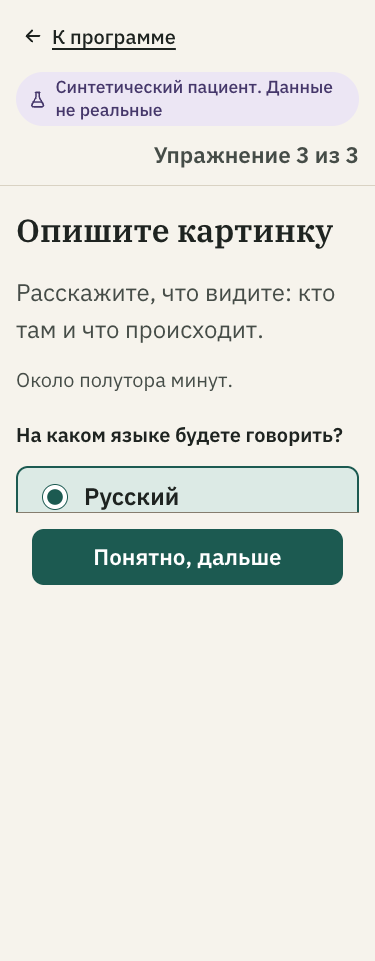 К программе
Синтетический пациент. Данные
не реальные
Упражнение 3 из 3
Опишите картинку
Расскажите, что видите: кто
там и что происходит.
Около полутора минут.
На каком языке будете говорить?
Русский
Понятно, дальше